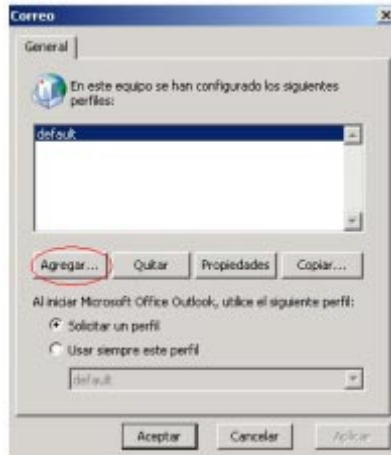 Correo
General
En este equipo se han configurado los siguientes
perfiles:
default
Agregar... Quitar Propiedades Copiar...
Al iniciar Microsoft Office Outlook, utilice el siguiente perfil:
Solicitar un perfil
Usar siempre este perfil
default
Aceptar Cancelar Aplicar